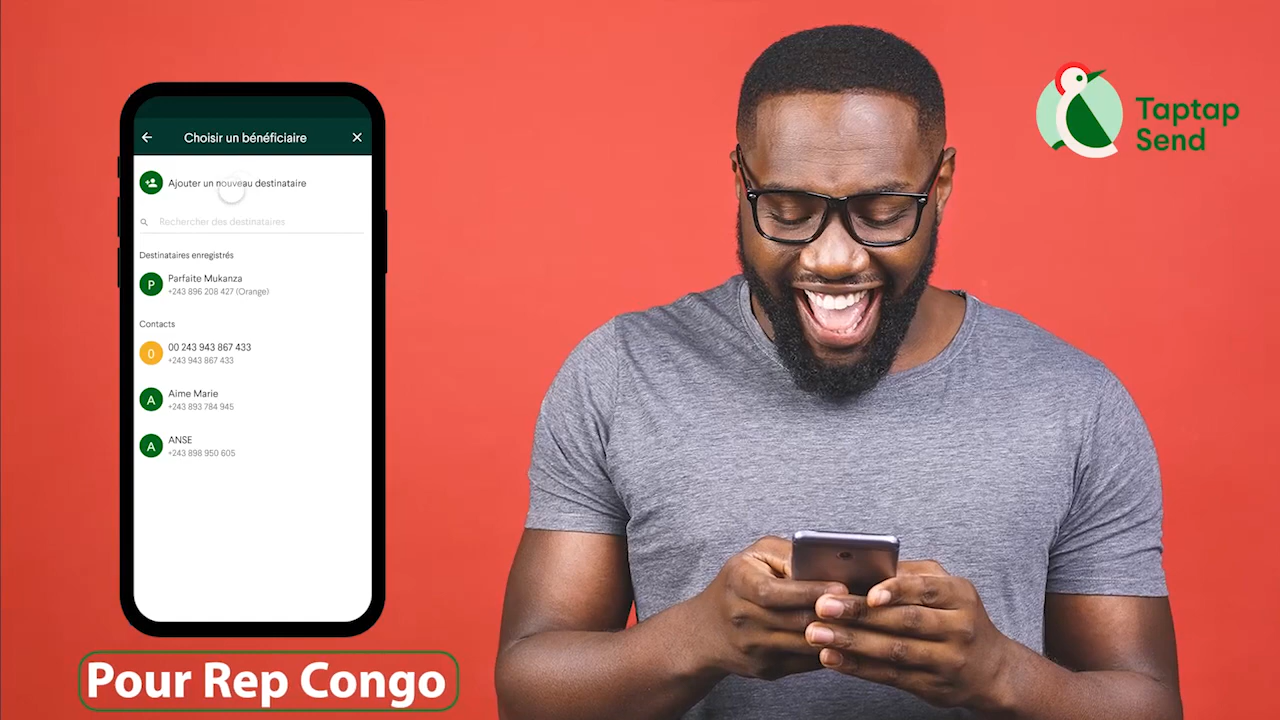 Choisir un bénéficiaire
Ajouter un nouveau destinataire
Rechercher des destinataires
Destinataires enregistrés
P
Parfaite Mukanza
+243 896 208 427 (Orange)
Contacts
0
00 243 943 867 433
+243 943 867 433
A
Aime Marie
+243 893 784 945
A
ANSE
+243 898 950 605
Pour Rep Congo
Taptap
Send